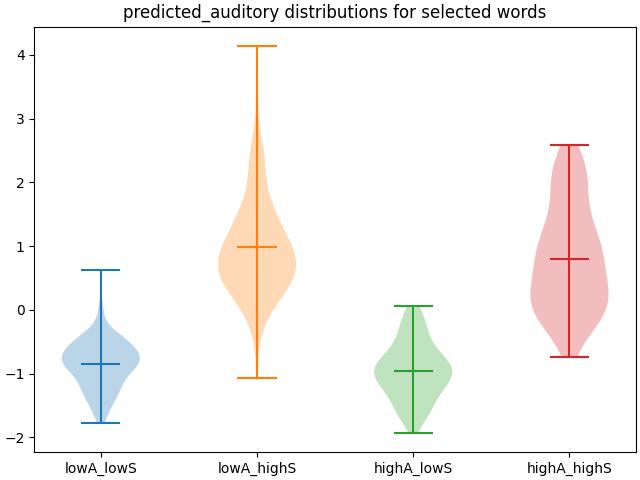 predicted_auditory distributions for selected words
4
3
2
1
0
−1
−2
lowA_lowS
lowA_highS
highA_lowS
highA_highS